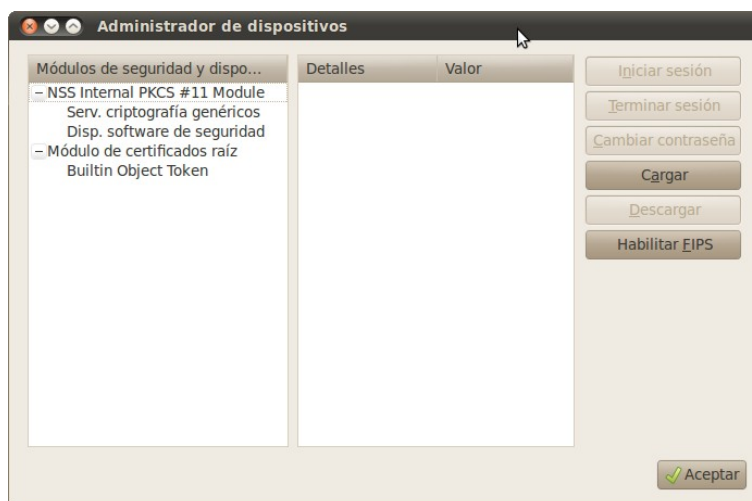 Administrador de dispositivos
Módulos de seguridad y dispo... Detalles Valor
NSS Internal PKCS #11 Module
Serv. criptografía genéricos
Disp. software de seguridad
Módulo de certificados raíz
Builtin Object Token
Iniciar sesión
Terminar sesión
Cambiar contraseña
Cargar
Descargar
Habilitar FIPS
Aceptar